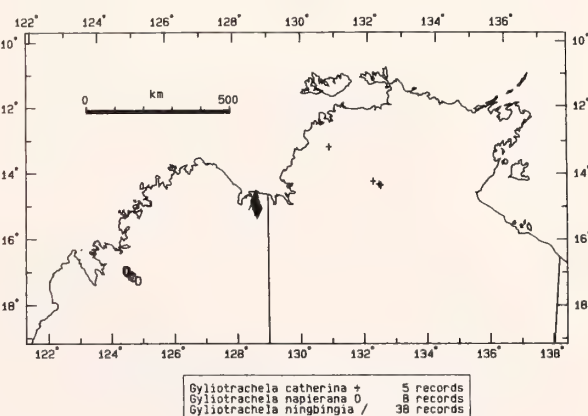 122° 124° 126° 128° 130° 132° 134° 136°
10° 10°
km
0 500
12° 12°
14° 14°
16° 16°
18° 18°
122° 124° 126° 128° 130° 132° 134° 136° 138°
Gyliotrachela catherina + 5 records
Gyliotrachela napierana O 8 records
Gyliotrachela ningbingia / 38 records